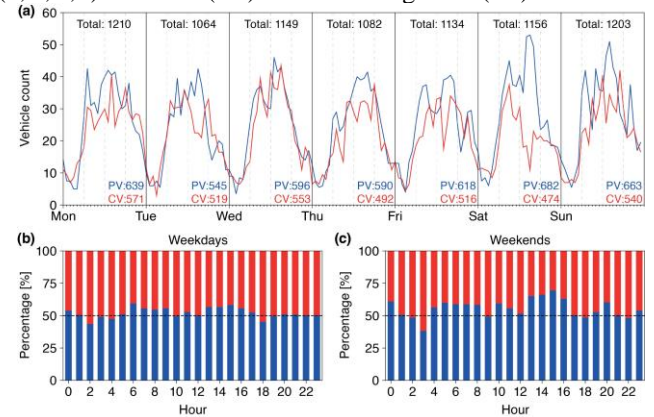 (a)
Total: 1210 Total: 1064 Total: 1149 Total: 1082 Total: 1134 Total: 1156 Total: 1203
60
50
40
30
20
10
0
Vehicle count
PV:639 PV:545 PV:596 PV:590 PV:618 PV:682 PV:663
CV:571 CV:519 CV:553 CV:492 CV:516 CV:474 CV:540
Mon Tue Wed Thu Fri Sat Sun
(b) Weekdays
100
75
50
25
0
Percentage [%]
0 2 4 6 8 10 12 14 16 18 20 22
Hour
(c) Weekends
100
75
50
25
0
Percentage [%]
0 2 4 6 8 10 12 14 16 18 20 22
Hour